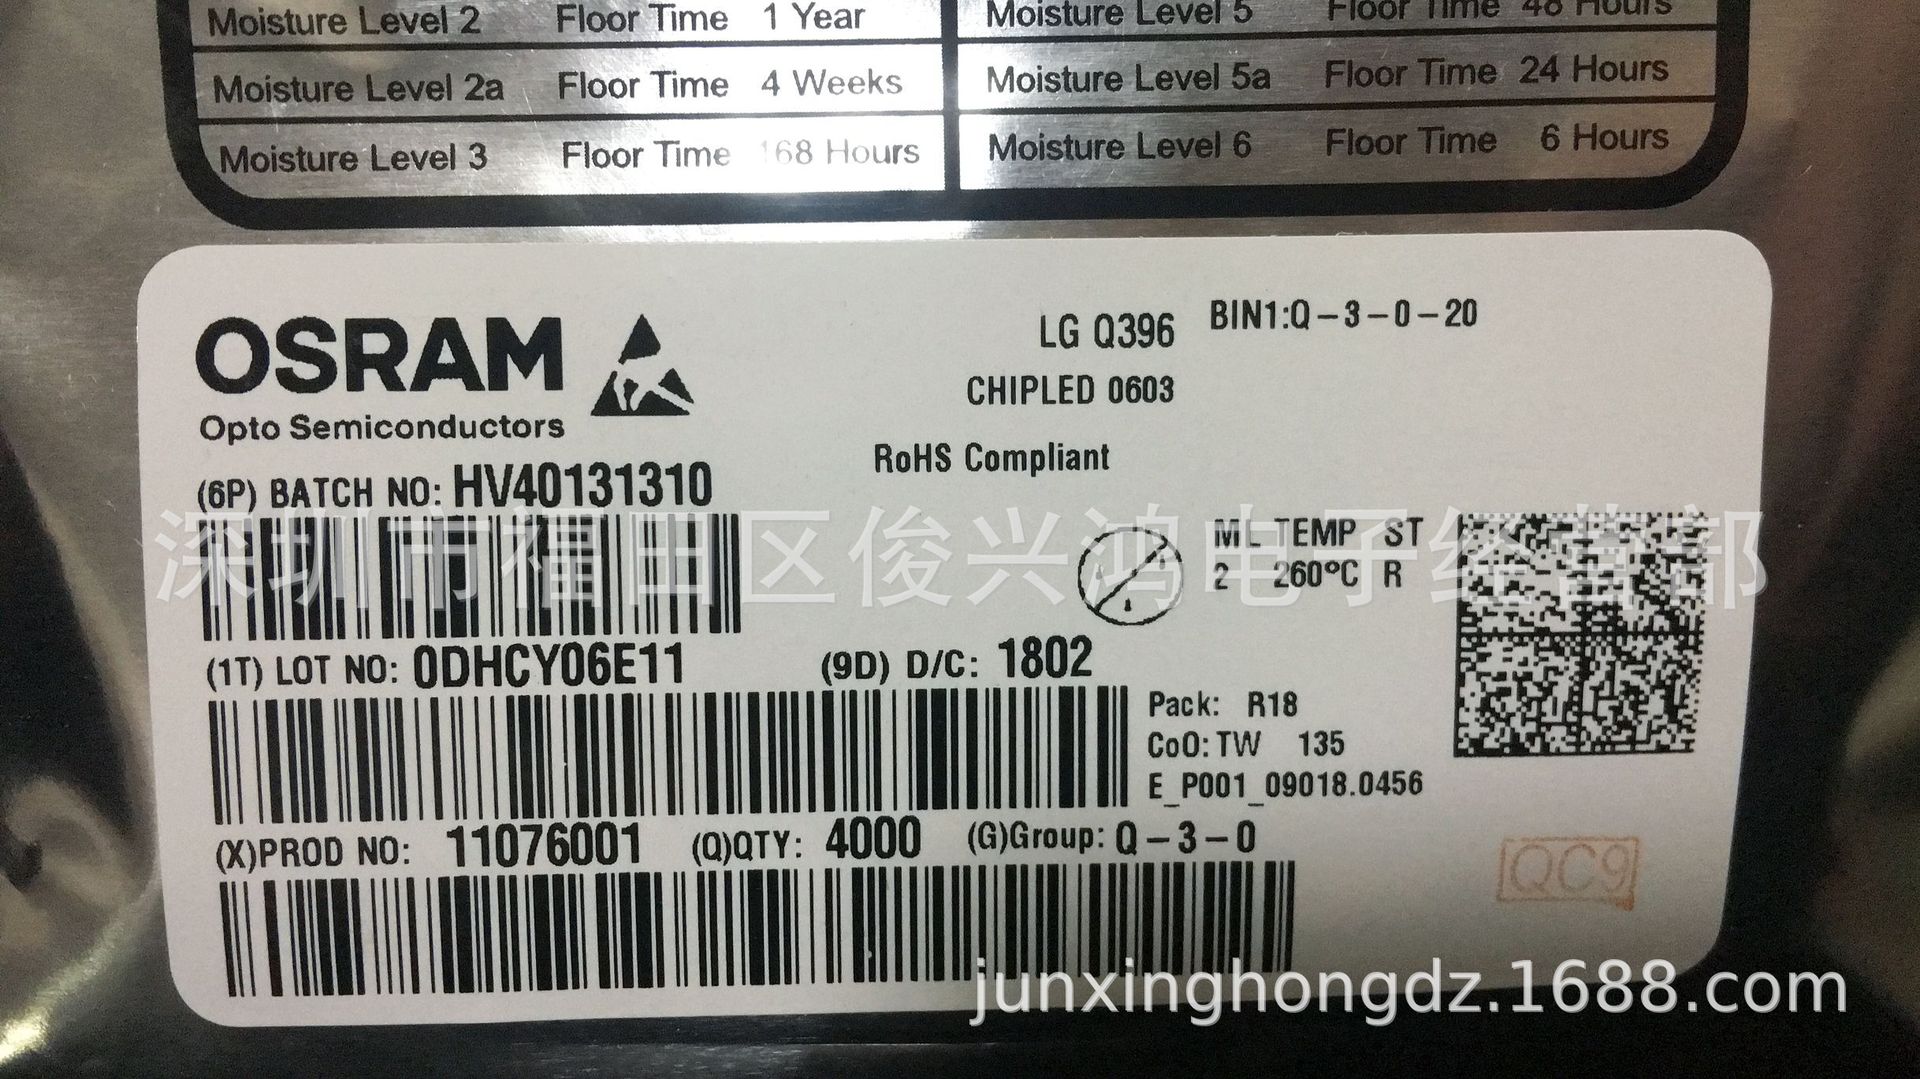 Moisture Level 2 Floor Time 1 Year
Moisture Level 5 Floor Time 48 Hours
Moisture Level 2a Floor Time 4 Weeks
Moisture Level 5a Floor Time 24 Hours
Moisture Level 3 Floor Time 168 Hours
Moisture Level 6 Floor Time 6 Hours
OSRAM
Opto Semiconductors
LG Q396
BIN1:Q-3-0-20
CHIPLED 0603
RoHS Compliant
(6P) BATCH NO: HV40131310
深圳市福田区俊兴鸿电子经营部
ML TEMP ST
2 260°C R
(1T) LOT NO: 0DHCY06E11 (9D) D/C: 1802
Pack: R18
CoO: TW 135
E_P001_09018.0456
(X)PROD NO: 11076001 (Q)QTY: 4000 (G)Group: Q-3-0
QC9
junxinghongdz.1688.com